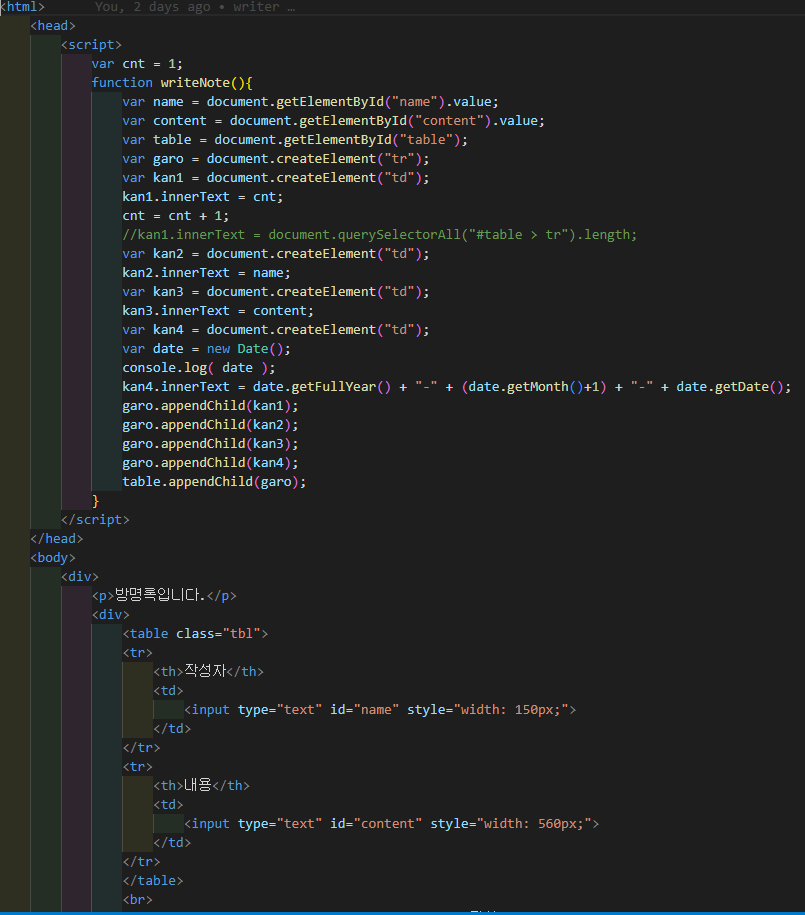 <html>        You, 2 days ago • writer …
    <head>
        <script>
            var cnt = 1;
            function writeNote(){
                var name = document.getElementById("name").value;
                var content = document.getElementById("content").value;
                var table = document.getElementById("table");
                var garo = document.createElement("tr");
                var kan1 = document.createElement("td");
                kan1.innerText = cnt;
                cnt = cnt + 1;
                //kan1.innerText = document.querySelectorAll("#table > tr").length;
                var kan2 = document.createElement("td");
                kan2.innerText = name;
                var kan3 = document.createElement("td");
                kan3.innerText = content;
                var kan4 = document.createElement("td");
                var date = new Date();
                console.log( date );
                kan4.innerText = date.getFullYear() + "-" + (date.getMonth()+1) + "-" + date.getDate();
                garo.appendChild(kan1);
                garo.appendChild(kan2);
                garo.appendChild(kan3);
                garo.appendChild(kan4);
                table.appendChild(garo);
            }
        </script>
    </head>
    <body>
        <div>
            <p>방명록입니다.</p>
            <div>
                <table class="tbl">
                <tr>
                    <th>작성자</th>
                    <td>
                        <input type="text" id="name" style="width: 150px;">
                    </td>
                </tr>
                <tr>
                    <th>내용</th>
                    <td>
                        <input type="text" id="content" style="width: 560px;">
                    </td>
                </tr>
                </table>
                <br>